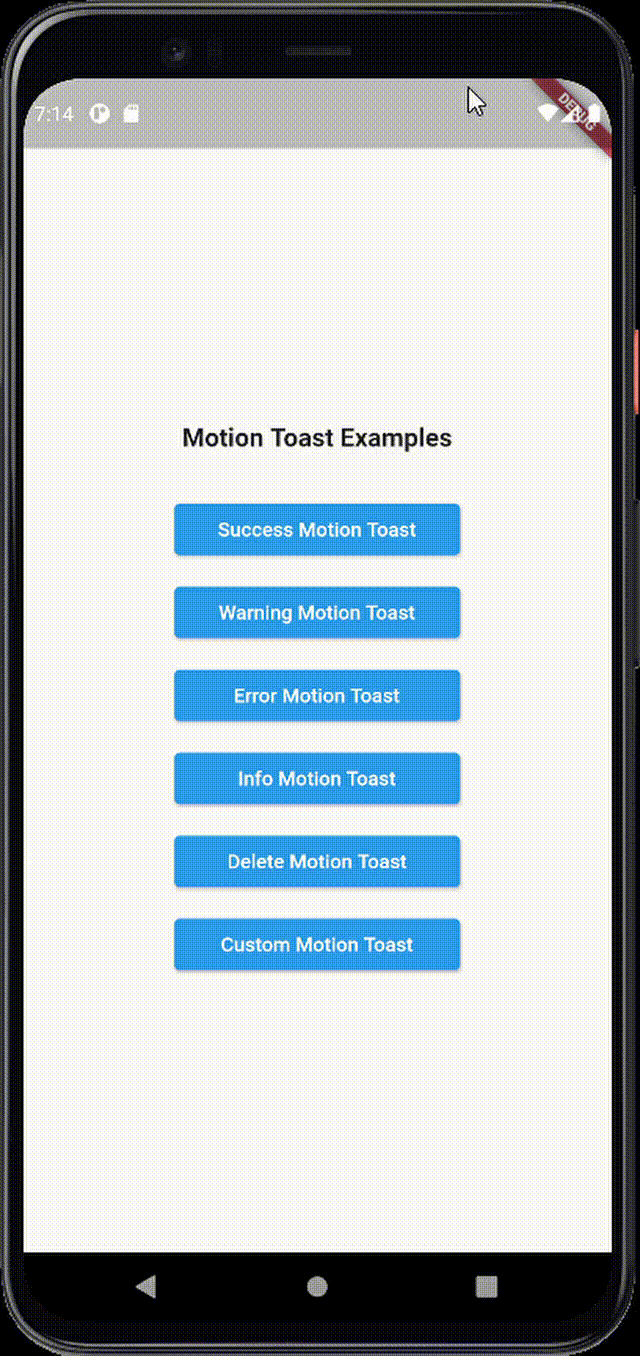 7:14
DEBUG
Motion Toast Examples
Success Motion Toast
Warning Motion Toast
Error Motion Toast
Info Motion Toast
Delete Motion Toast
Custom Motion Toast